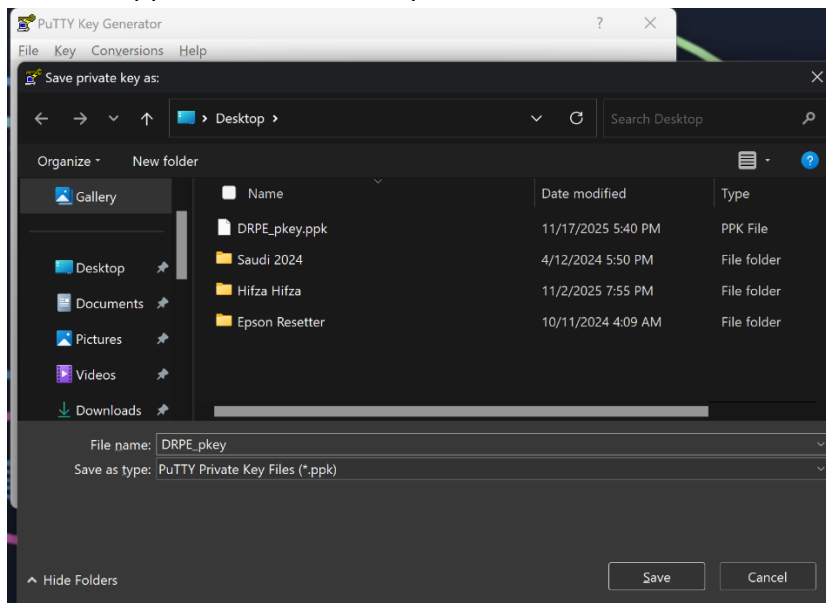 PuTTY Key Generator ?
File Key Conversions Help
Save private key as:
Desktop
Search Desktop
Organize New folder
Gallery
Name Date modified Type
DRPE_pkey.ppk 11/17/2025 5:40 PM PPK File
Desktop
Saudi 2024 4/12/2024 5:50 PM File folder
Documents
Hifza Hifza 11/2/2025 7:55 PM File folder
Pictures
Epson Resetter 10/11/2024 4:09 AM File folder
Videos
Downloads
File name: DRPE_pkey
Save as type: PuTTY Private Key Files (*.ppk)
Hide Folders Save Cancel